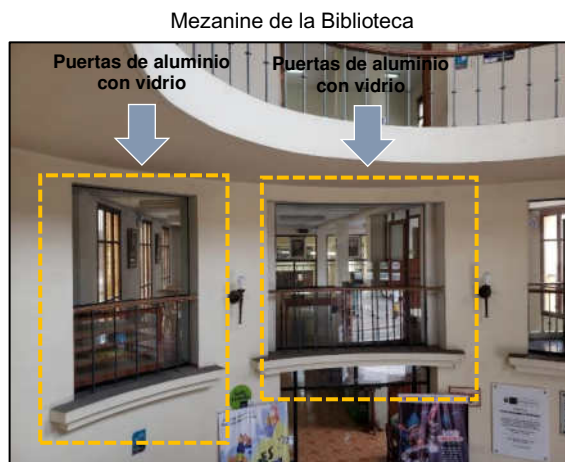 Mezanine de la Biblioteca
Puertas de aluminio
con vidrio
Puertas de aluminio
con vidrio